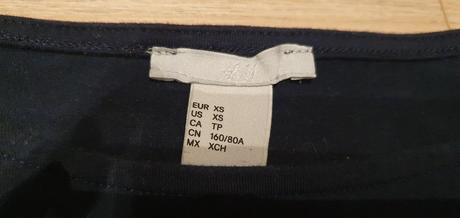 EUR XS
US XS
CA TP
CN 160/80A
MX XCH